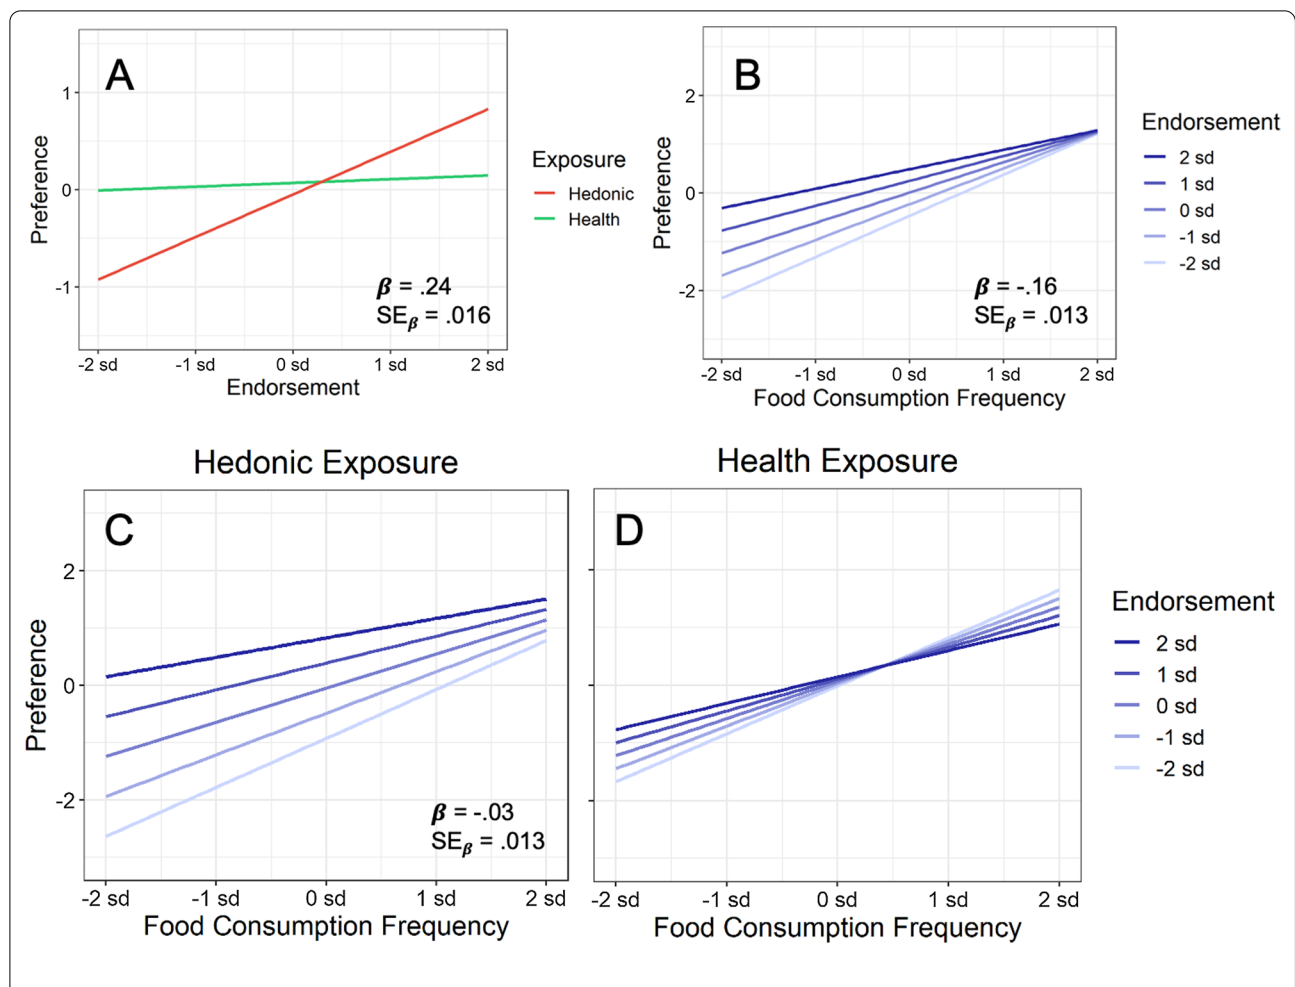 A
Preference
1
0
-1
β = .24
SEβ = .016
-2 sd
-1 sd
0 sd
1 sd
2 sd
Endorsement
Exposure
Hedonic
Health
B
Preference
2
0
-2
β = -.16
SEβ = .013
-2 sd
-1 sd
0 sd
1 sd
2 sd
Food Consumption Frequency
Endorsement
2 sd
1 sd
0 sd
-1 sd
-2 sd
Hedonic Exposure
C
Preference
2
0
-2
β = -.03
SEβ = .013
-2 sd
-1 sd
0 sd
1 sd
2 sd
Food Consumption Frequency
Health Exposure
D
-2 sd
-1 sd
0 sd
1 sd
2 sd
Food Consumption Frequency
Endorsement
2 sd
1 sd
0 sd
-1 sd
-2 sd